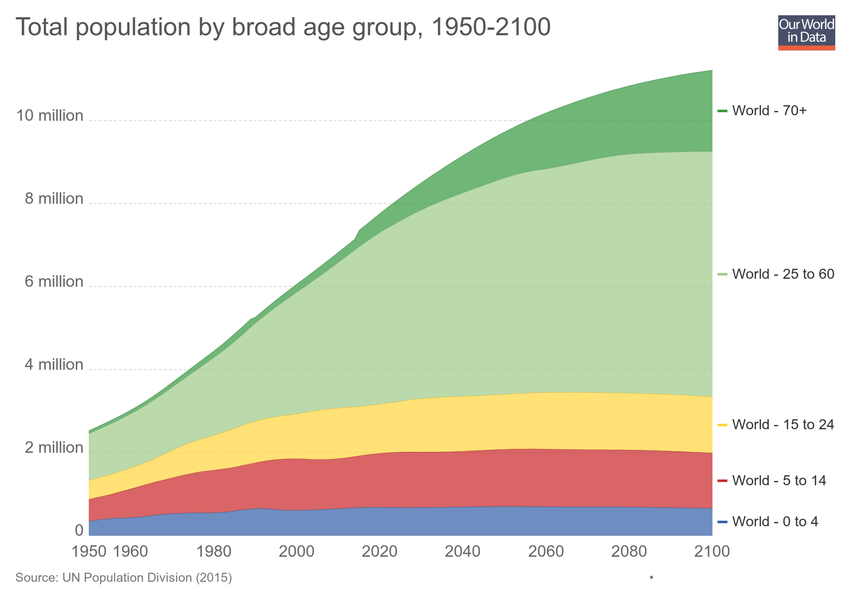 Total population by broad age group, 1950-2100
Our World
in Data
10 million
8 million
6 million
4 million
2 million
0
1950 1960 1980 2000 2020 2040 2060 2080 2100
World - 70+
World - 25 to 60
World - 15 to 24
World - 5 to 14
World - 0 to 4
Source: UN Population Division (2015)